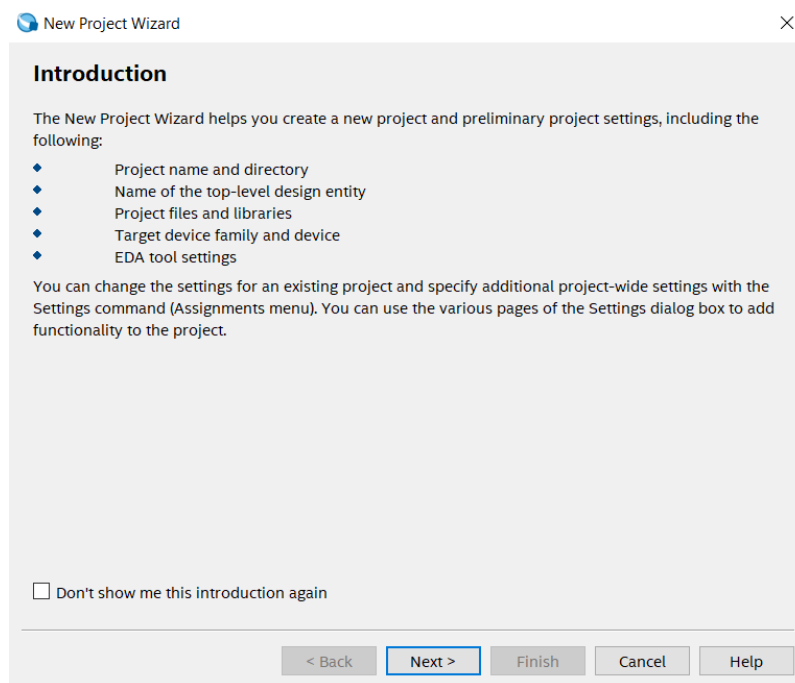 New Project Wizard
Introduction
The New Project Wizard helps you create a new project and preliminary project settings, including the
following:
Project name and directory
Name of the top-level design entity
Project files and libraries
Target device family and device
EDA tool settings
You can change the settings for an existing project and specify additional project-wide settings with the
Settings command (Assignments menu). You can use the various pages of the Settings dialog box to add
functionality to the project.
Don't show me this introduction again
< Back Next > Finish Cancel Help